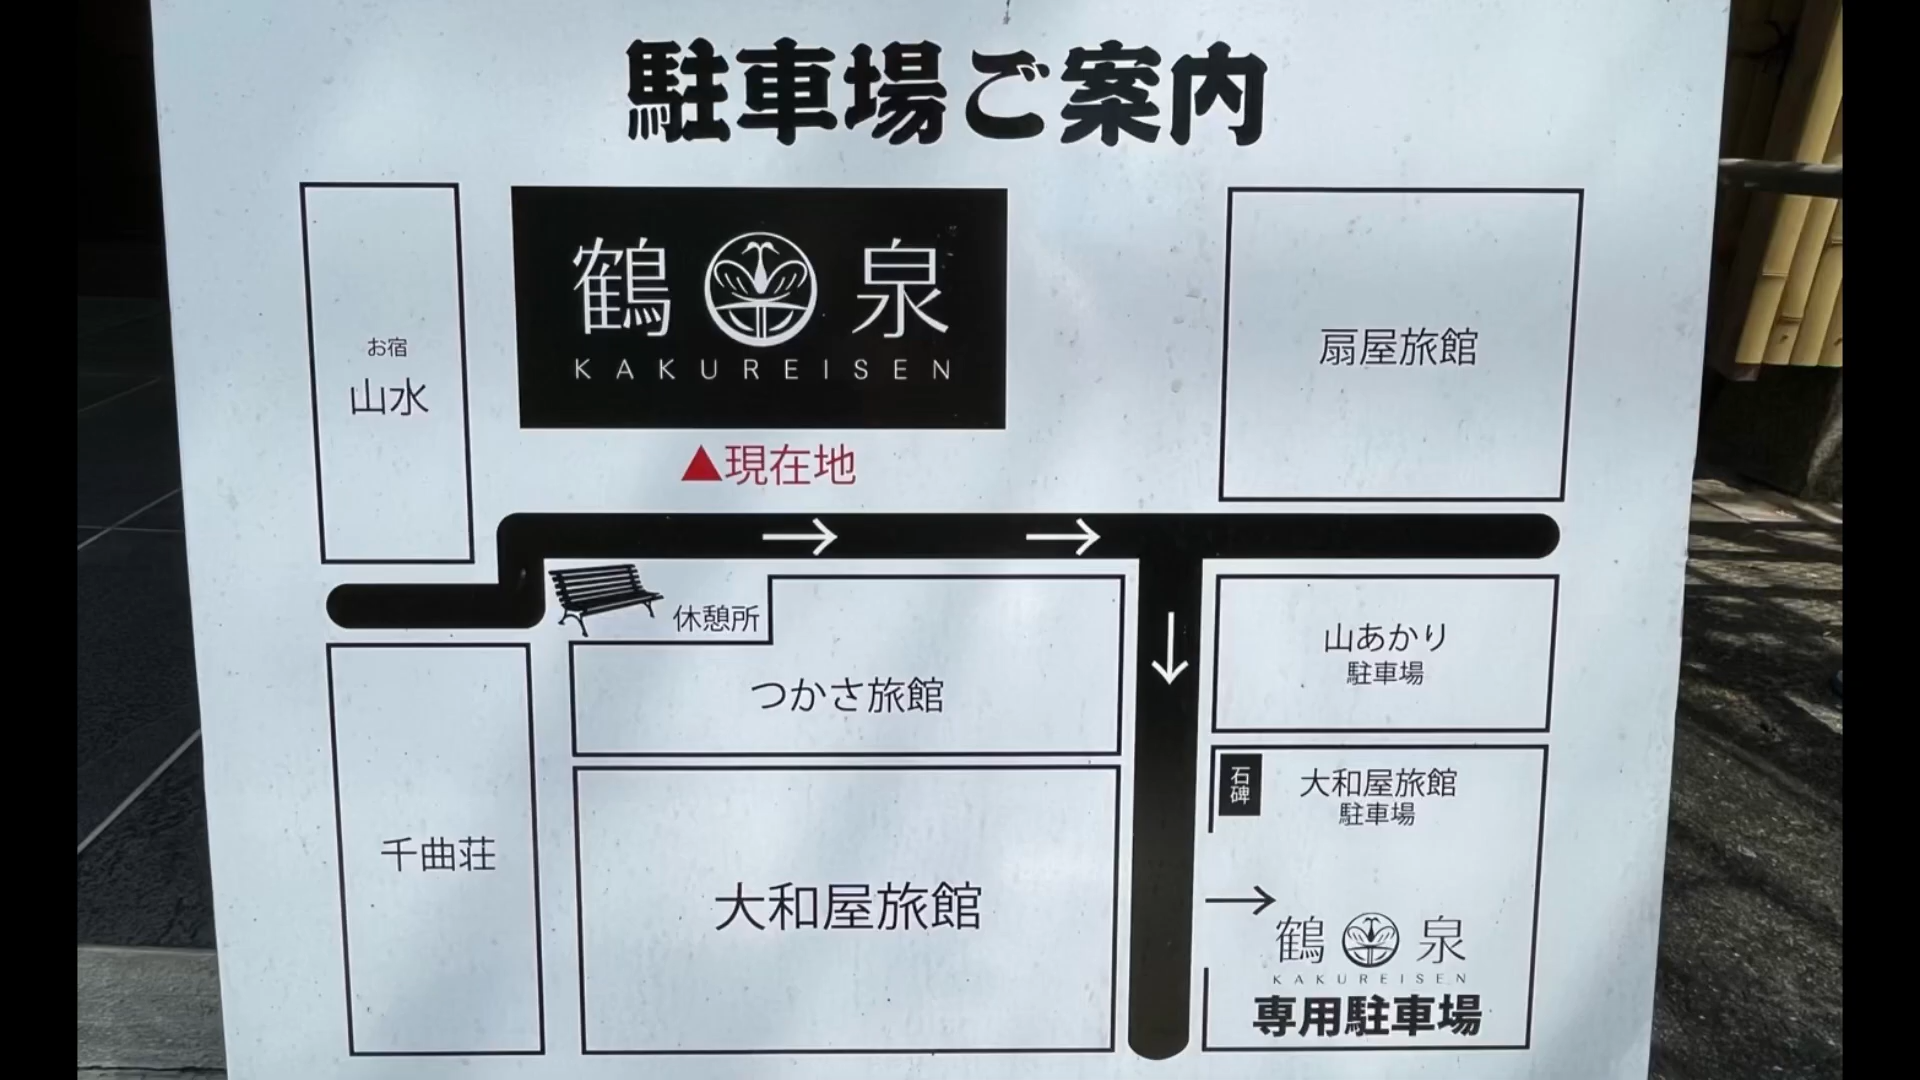 駐車場ご案内
鶴 泉
KAKUREISEN
お宿
山水
扇屋旅館
▲現在地
→ →
休憩所
↓
つかさ旅館
山あかり
駐車場
石碑
大和屋旅館
駐車場
千曲荘
大和屋旅館
→
鶴 泉
KAKUREISEN
専用駐車場